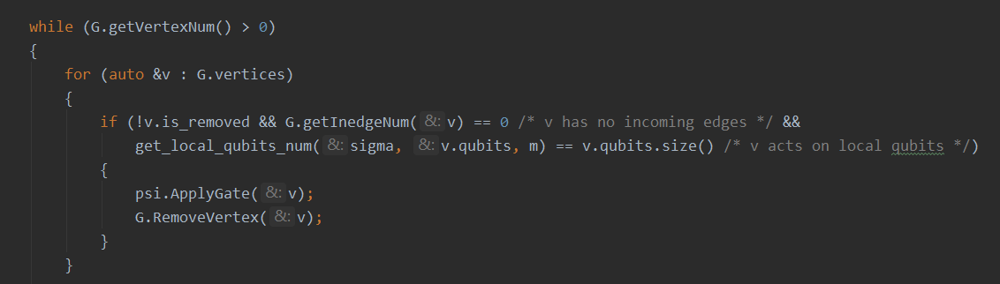 while (G.getVertexNum() > 0)
{
for (auto &v : G.vertices)
{
if (!v.is_removed && G.getInedgeNum( &: v) == 0 /* v has no incoming edges */ &&
get_local_qubits_num( &: sigma, &: v.qubits, m) == v.qubits.size() /* v acts on local qubits */)
{
psi.ApplyGate( &: v);
G.RemoveVertex( &: v);
}
}